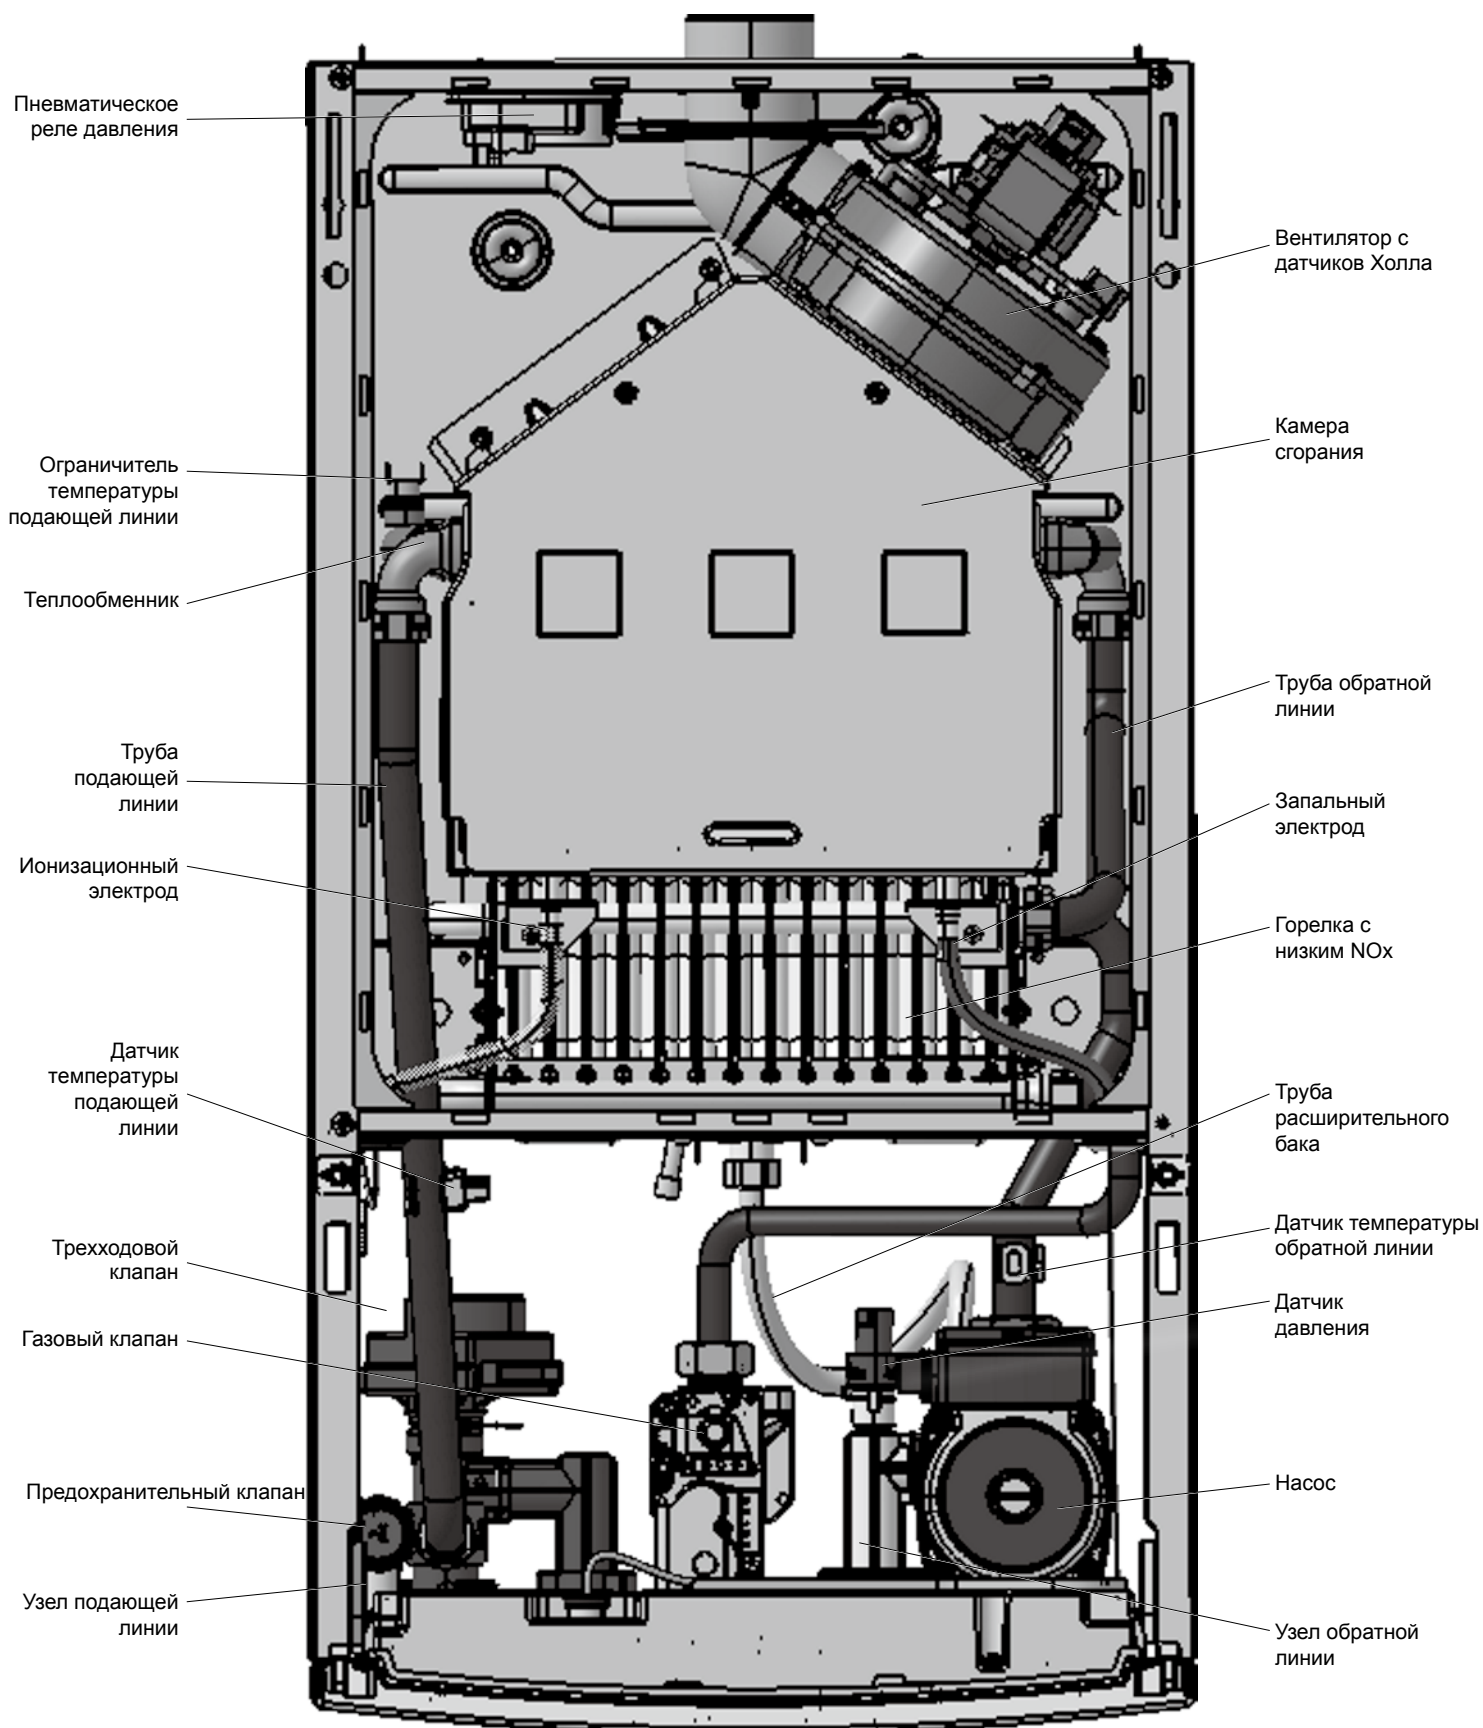 Пневматическое
реле давления
Ограничитель
температуры
подающей линии
Теплообменник
Труба
подающей
линии
Ионизационный
электрод
Датчик
температуры
подающей
линии
Трехходовой
клапан
Газовый клапан
Предохранительный клапан
Узел подающей
линии
Вентилятор с
датчиков Холла
Камера
сгорания
Труба обратной
линии
Запальный
электрод
Горелка с
низким NOx
Труба
расширительного
бака
Датчик температуры
обратной линии
Датчик
давления
Насос
Узел обратной
линии